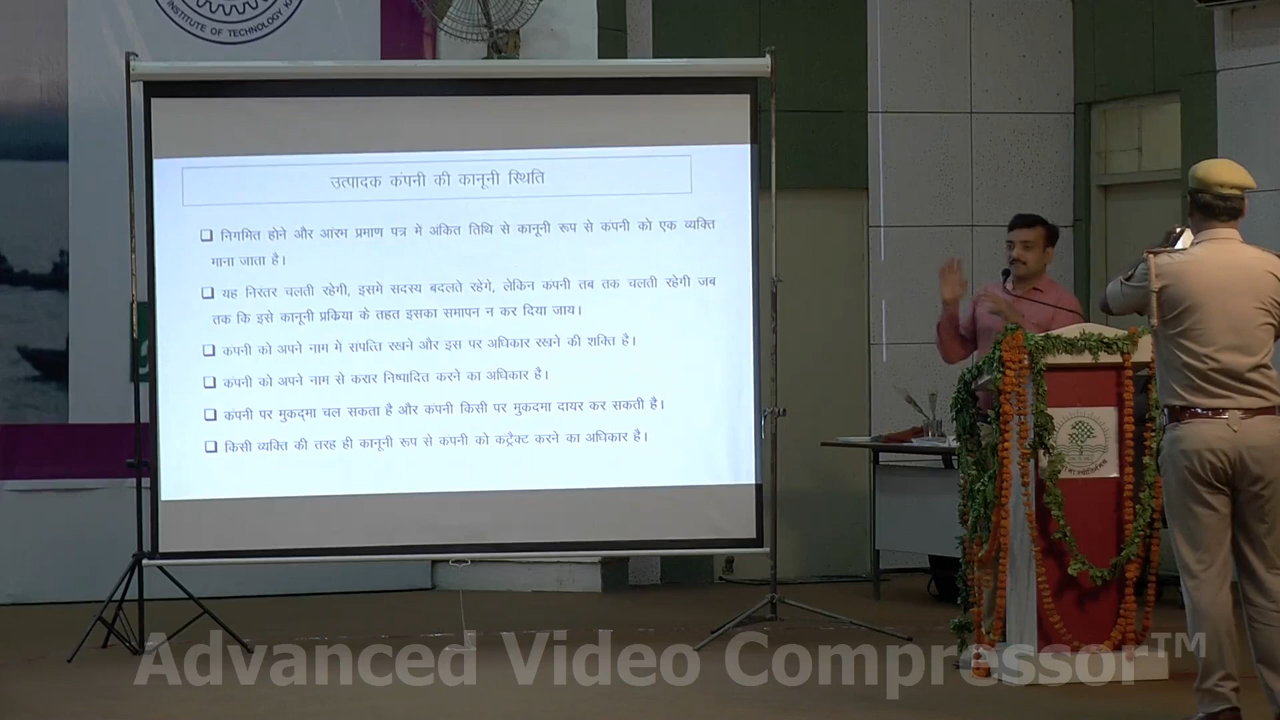 INSTITUTE OF TECHNOLOGY
उत्पादक कंपनी की कानूनी स्थिति
❑ निगमित होने और आरंभ प्रमाण पत्र में अंकित तिथि से कानूनी रूप से कंपनी को एक व्यक्ति
माना जाता है।
❑ यह निरंतर चलती रहेगी, इसमें सदस्य बदलते रहेंगे, लेकिन कंपनी तब तक चलती रहेगी जब
तक कि इसे कानूनी प्रक्रिया के तहत इसका समापन न कर दिया जाय।
❑ कंपनी को अपने नाम में संपत्ति रखने और इस पर अधिकार रखने की शक्ति है।
❑ कंपनी को अपने नाम से करार निष्पादित करने का अधिकार है।
❑ कंपनी पर मुकद्मा चल सकता है और कंपनी किसी पर मुकदमा दायर कर सकती है।
❑ किसी व्यक्ति की तरह ही कानूनी रूप से कंपनी को कंट्रैक्ट करने का अधिकार है।
Advanced Video Compressor™